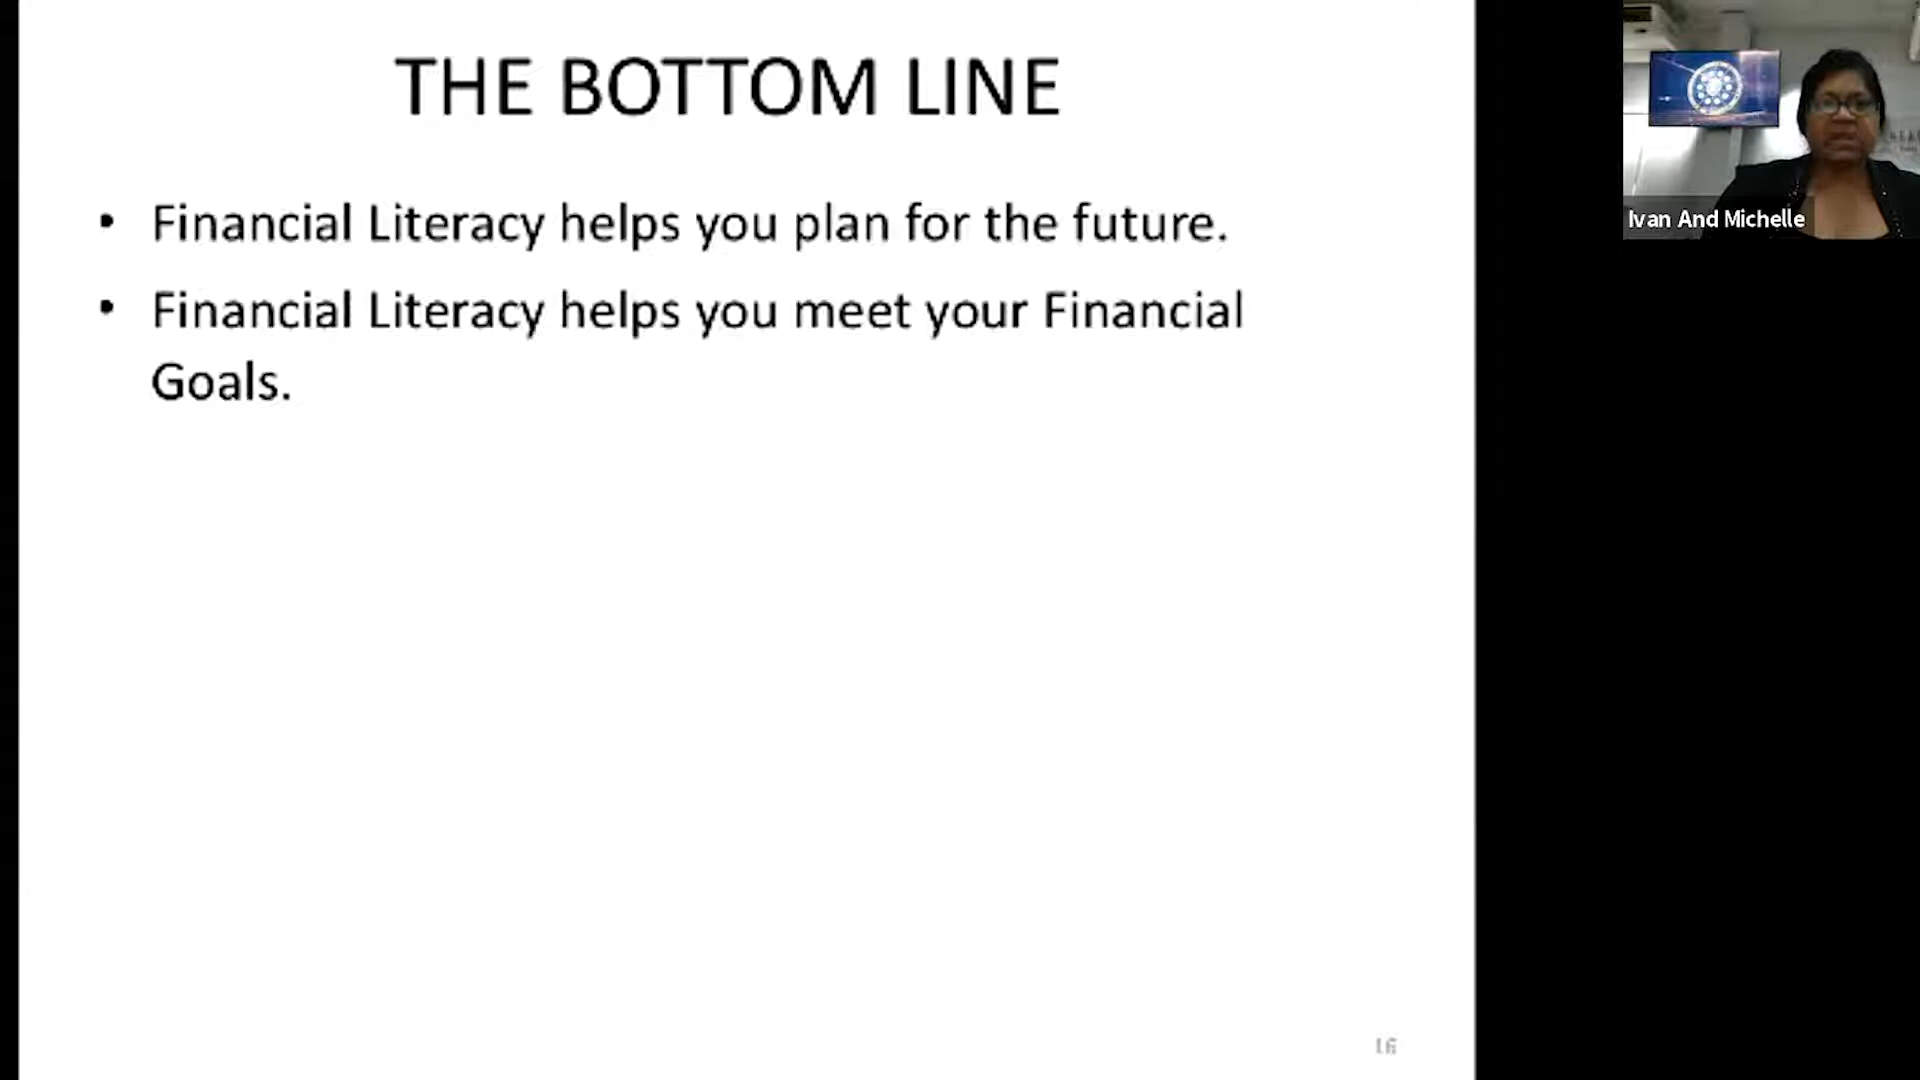 THE BOTTOM LINE
• Financial Literacy helps you plan for the future.
• Financial Literacy helps you meet your Financial
Goals.
Ivan And Michelle